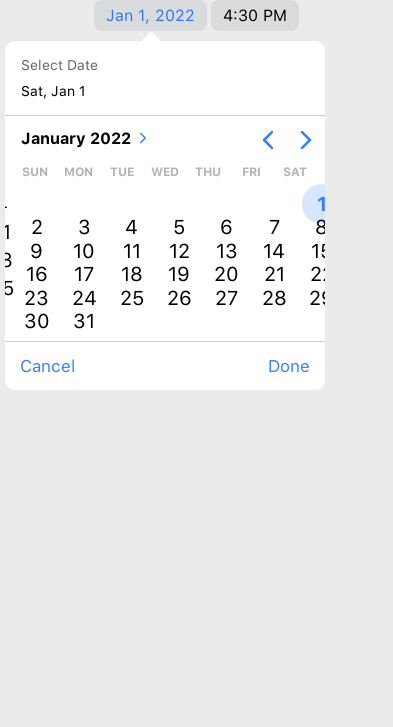 Jan 1, 2022 4:30 PM
Select Date
Sat, Jan 1
January 2022
SUN MON TUE WED THU FRI SAT
1
2 3 4 5 6 7 8
9 10 11 12 13 14 15
16 17 18 19 20 21
23 24 25 26 27 28 29
30 31
Cancel Done